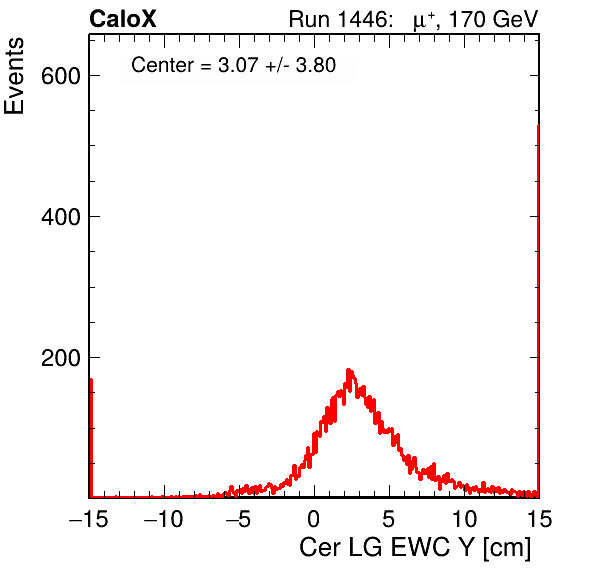 CaloX Run 1446: μ⁺, 170 GeV
Center = 3.07 +/- 3.80
Events
600
400
200
−15 −10 −5 0 5 10 15
Cer LG EWC Y [cm]